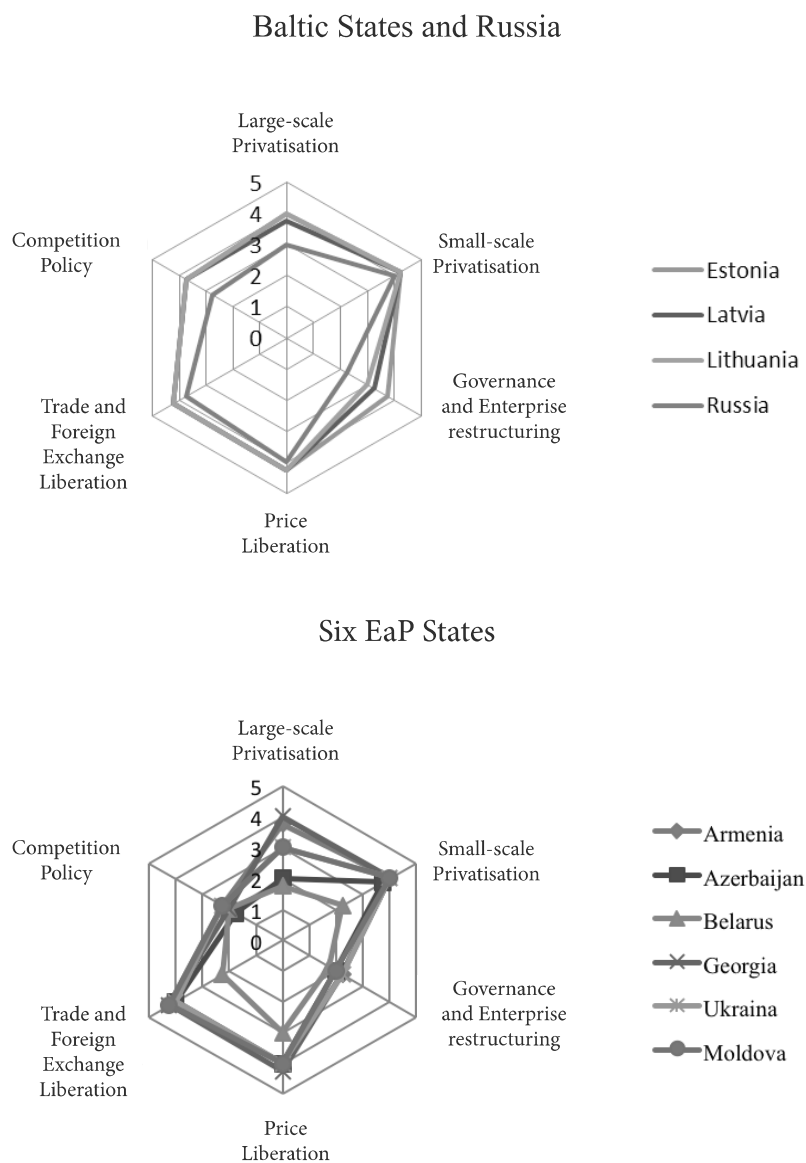 Baltic States and Russia
Large-scale
Privatisation
5
4
3
2
1
0
Competition
Policy
Small-scale
Privatisation
Governance
and Enterprise
restructuring
Trade and
Foreign
Exchange
Liberation
Price
Liberation
Estonia
Latvia
Lithuania
Russia
Six EaP States
Large-scale
Privatisation
5
4
3
2
1
0
Competition
Policy
Small-scale
Privatisation
Governance
and Enterprise
restructuring
Trade and
Foreign
Exchange
Liberation
Price
Liberation
Armenia
Azerbaijan
Belarus
Georgia
Ukraina
Moldova